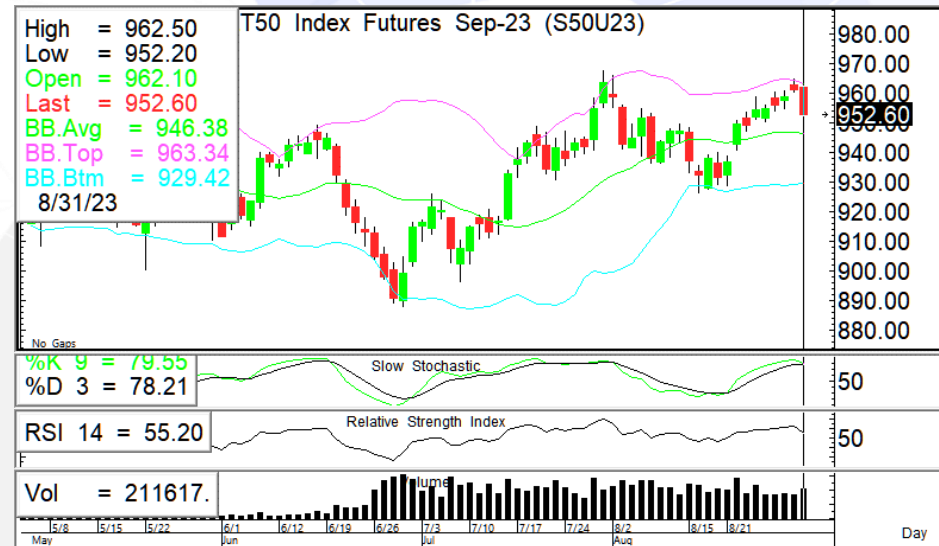 T50 Index Futures Sep-23 (S50U23)
High = 962.50
Low = 952.20
Open = 962.10
Last = 952.60
BB.Avg = 946.38
BB.Top = 963.34
BB.Btm = 929.42
8/31/23
980.00
970.00
960.00
952.60
940.00
930.00
920.00
910.00
900.00
890.00
880.00
No Gaps
%K 9 = 79.55
%D 3 = 78.21
Slow Stochastic
50
RSI 14 = 55.20
Relative Strength Index
50
Vol = 211617.
Volume
5/8 5/15 5/22 6/1 6/12 6/19 6/26 7/3 7/10 7/17 7/24 8/2 8/15 8/21
May Jun Jul Aug
Day